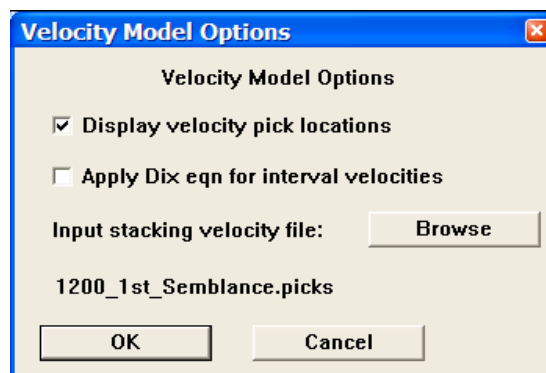 Velocity Model Options
Velocity Model Options
Display velocity pick locations
Apply Dix eqn for interval velocities
Input stacking velocity file: Browse
1200_1st_Semblance.picks
OK Cancel